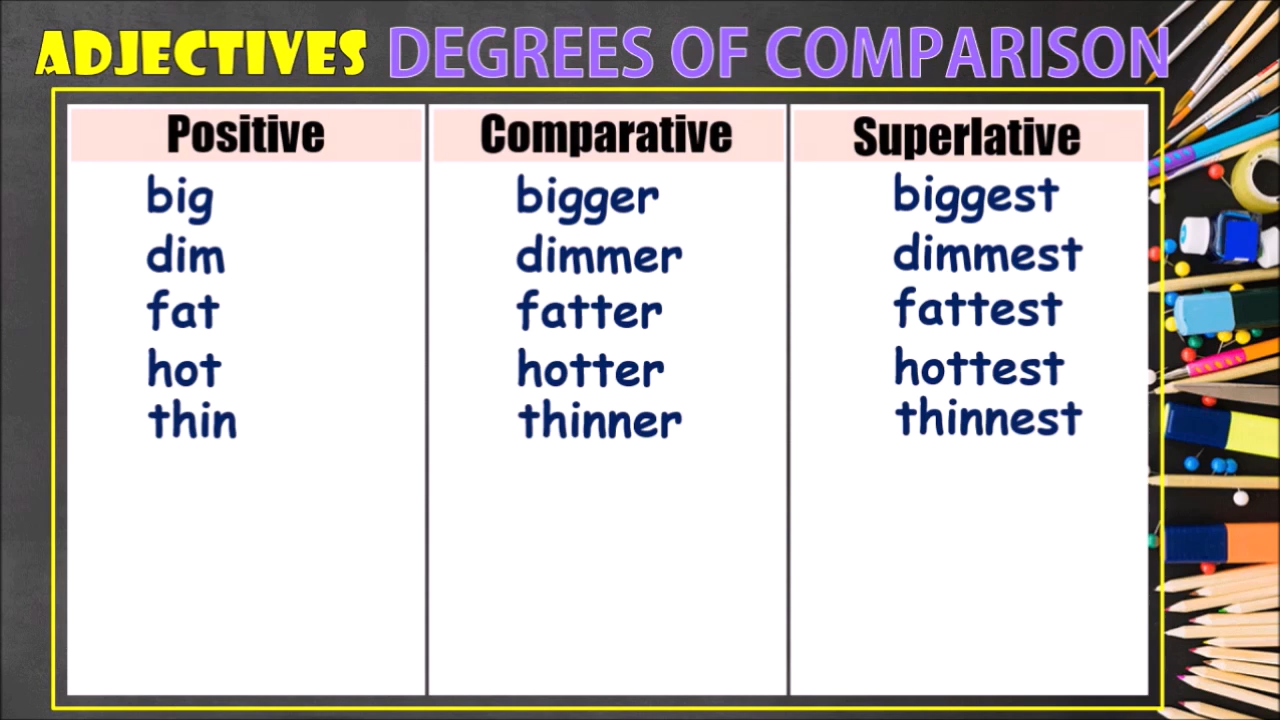 ADJECTIVES DEGREES OF COMPARISON
Positive Comparative Superlative
big bigger biggest
dim dimmer dimmest
fat fatter fattest
hot hotter hottest
thin thinner thinnest